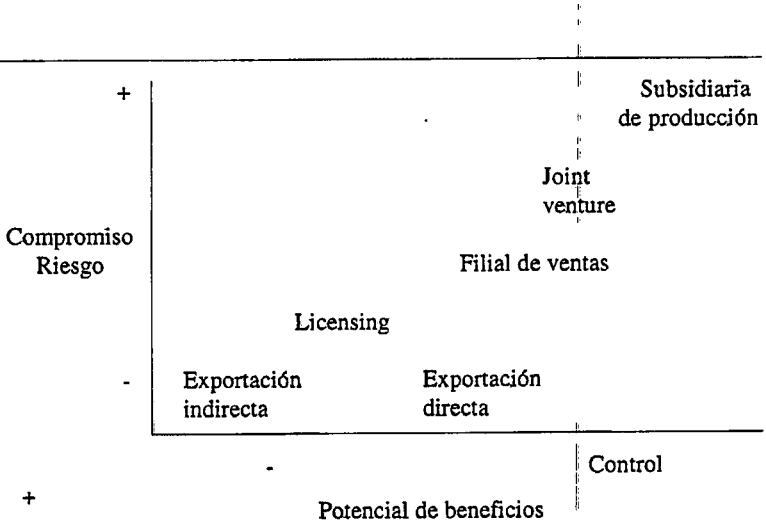 +
Subsidiaria
de producción
Joint
venture
Compromiso
Riesgo
Filial de ventas
Licensing
-
Exportación
indirecta
Exportación
directa
-
Control
+
Potencial de beneficios